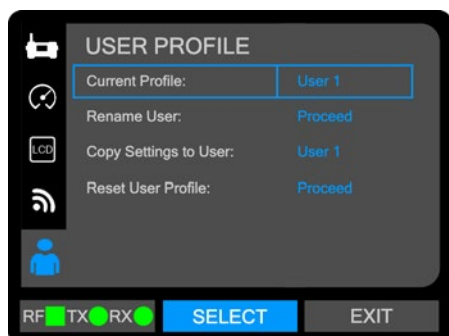 USER PROFILE
Current Profile: User 1
Rename User: Proceed
LCD
Copy Settings to User: User 1
Reset User Profile: Proceed
RF TX RX SELECT EXIT